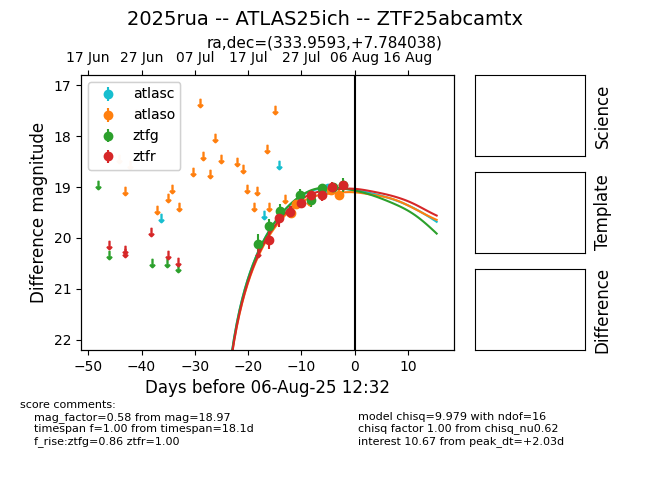 2025rua -- ATLAS25ich -- ZTF25abcamtx
ra,dec=(333.9593,+7.784038)
17 Jun 27 Jun 07 Jul 17 Jul 27 Jul 06 Aug 16 Aug
atlasc
atlaso
ztfg
ztfr
Difference magnitude
17
18
19
20
21
22
−50 −40 −30 −20 −10 0 10
Days before 06-Aug-25 12:32
Science
Template
Difference
score comments:
mag_factor=0.58 from mag=18.97
timespan f=1.00 from timespan=18.1d
f_rise:ztfg=0.86 ztfr=1.00
model chisq=9.979 with ndof=16
chisq factor 1.00 from chisq_nu0.62
interest 10.67 from peak_dt=+2.03d